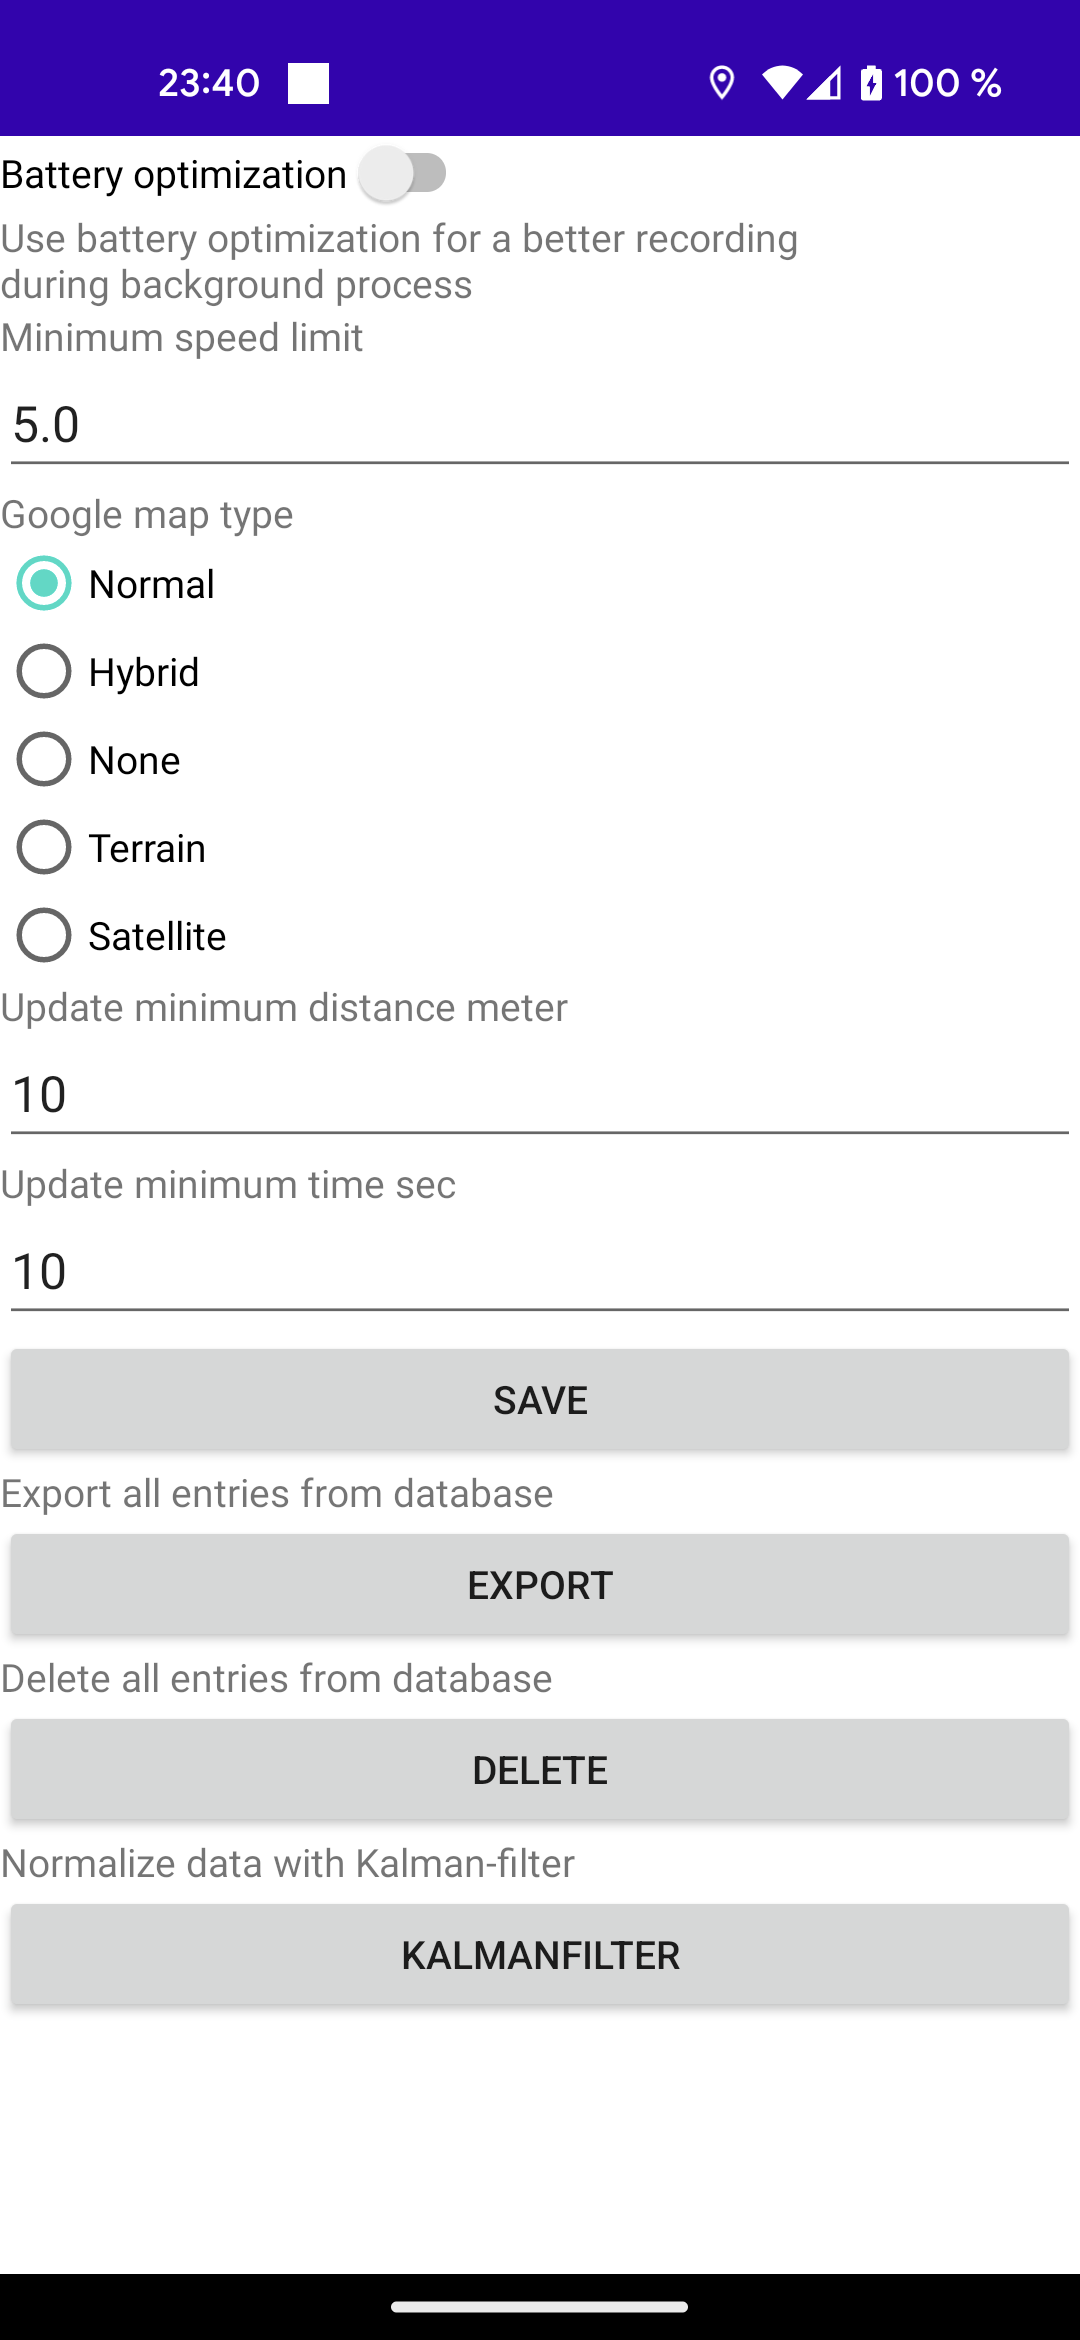 23:40 100 %
Battery optimization
Use battery optimization for a better recording
during background process
Minimum speed limit
5.0
Google map type
Normal
Hybrid
None
Terrain
Satellite
Update minimum distance meter
10
Update minimum time sec
10
SAVE
Export all entries from database
EXPORT
Delete all entries from database
DELETE
Normalize data with Kalman-filter
KALMANFILTER